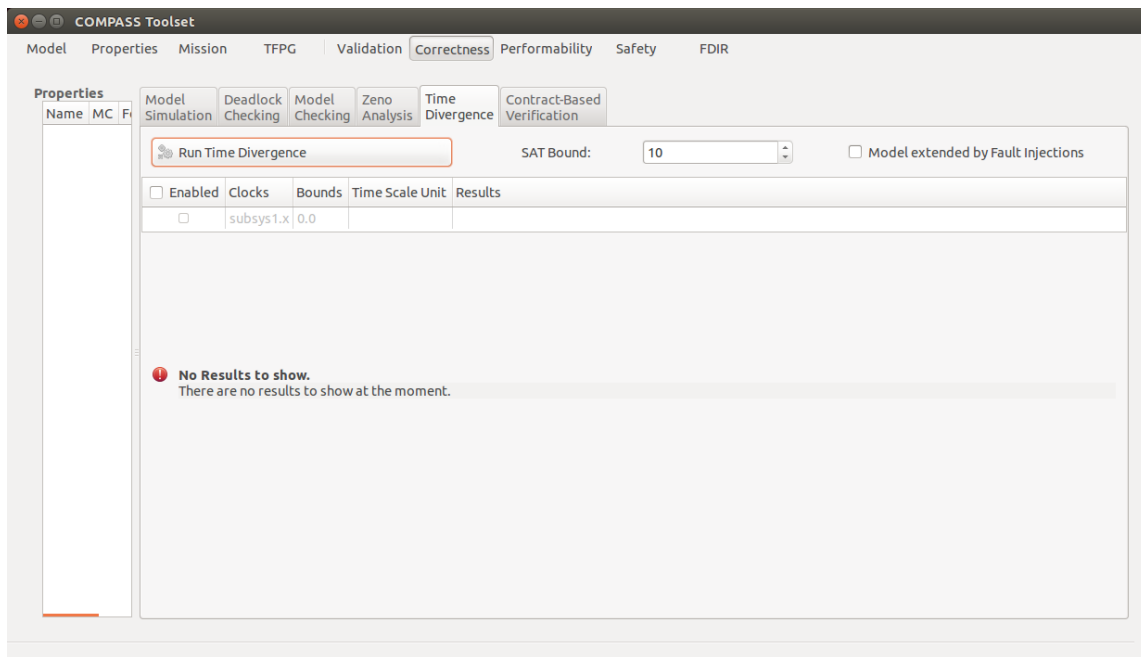 COMPASS Toolset
Model Properties Mission TFPG Validation Correctness Performability Safety FDIR
Properties
Name MC
Model Simulation
Deadlock Checking
Model Checking
Zeno Analysis
Time Divergence
Contract-Based Verification
Run Time Divergence SAT Bound: 10 Model extended by Fault Injections
Enabled Clocks Bounds Time Scale Unit Results
subsys1.x 0.0
No Results to show.
There are no results to show at the moment.